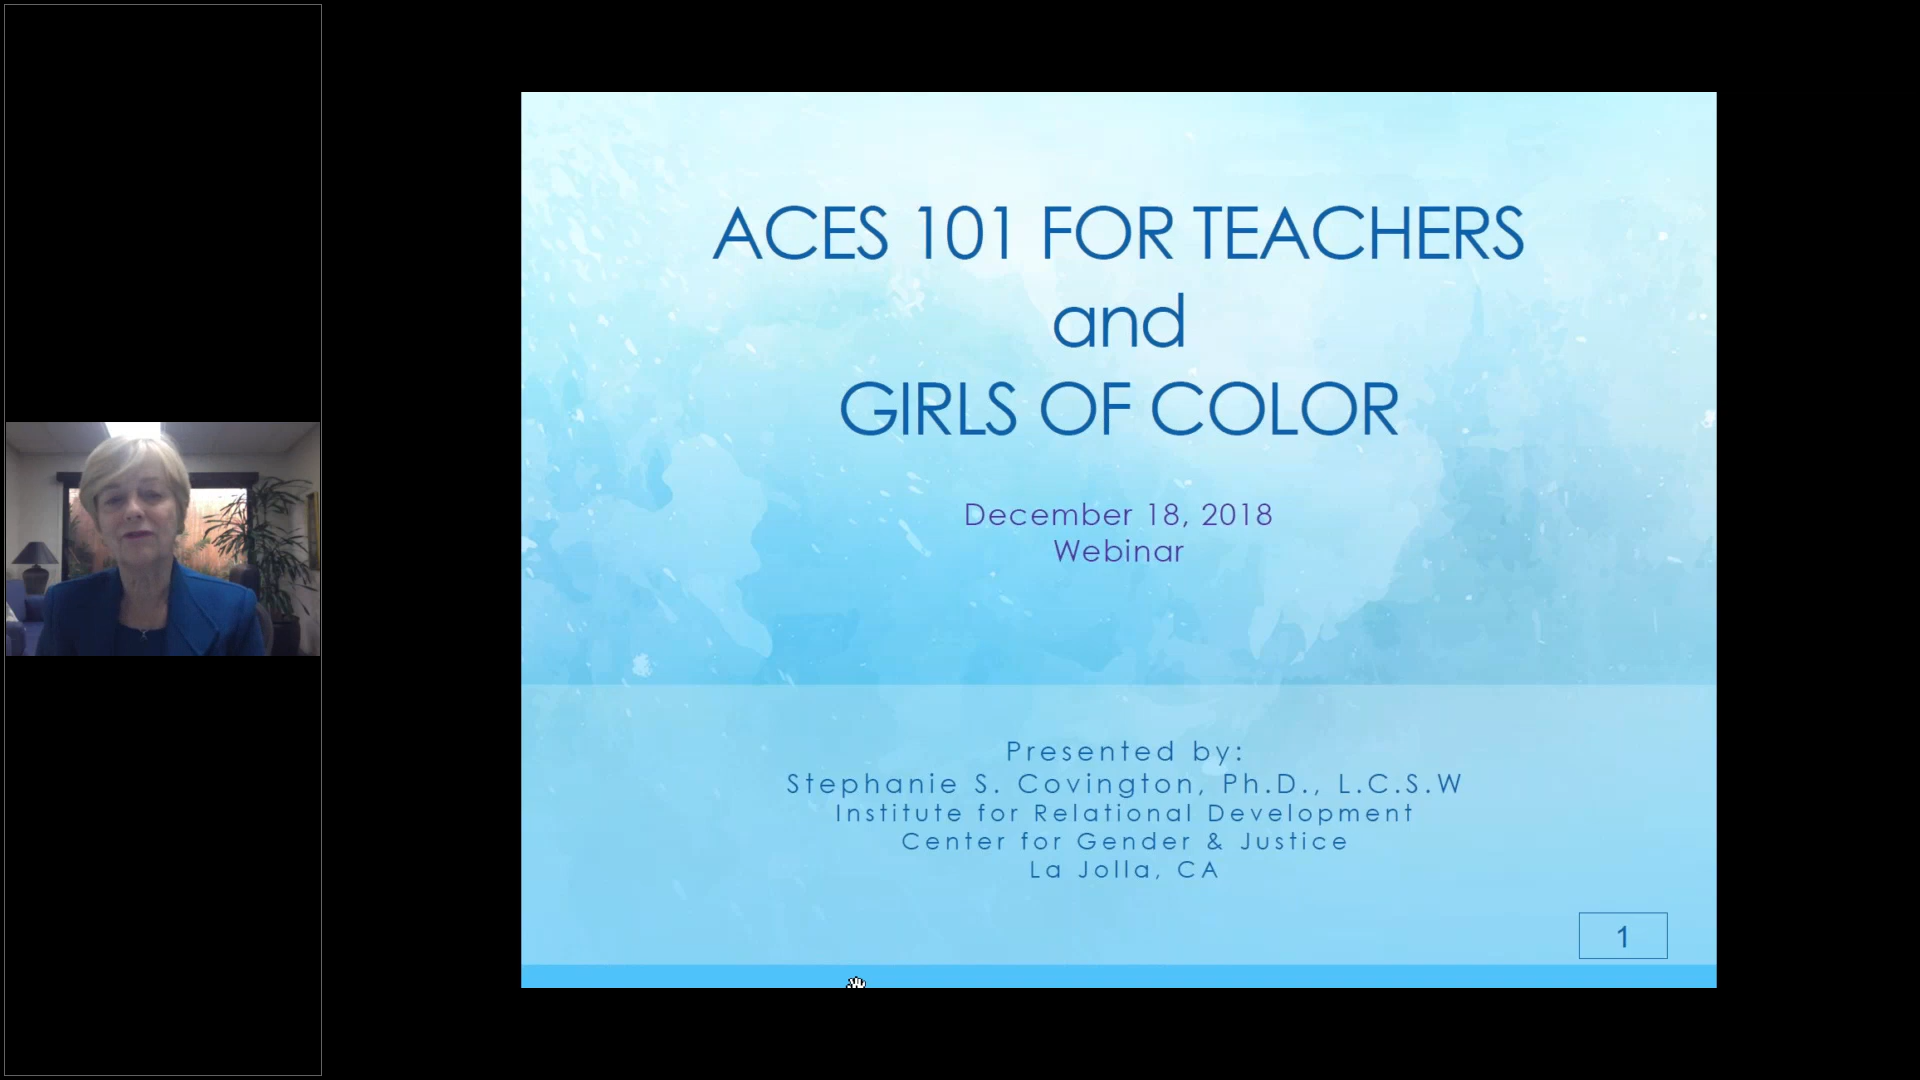 ACES 101 FOR TEACHERS
and
GIRLS OF COLOR
December 18, 2018
Webinar
Presented by:
Stephanie S. Covington, Ph.D., L.C.S.W
Institute for Relational Development
Center for Gender & Justice
La Jolla, CA
1